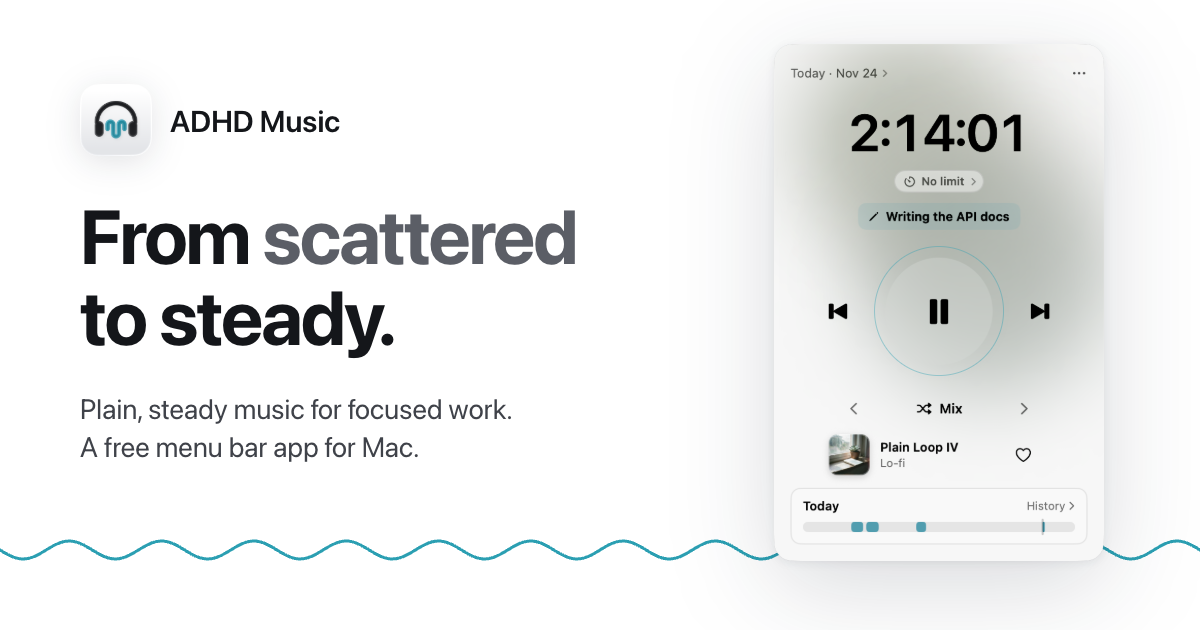 ADHD Music
From scattered
to steady.
Plain, steady music for focused work.
A free menu bar app for Mac.
Today · Nov 24
2:14:01
No limit
Writing the API docs
Mix
Plain Loop IV
Lo-fi
Today
History